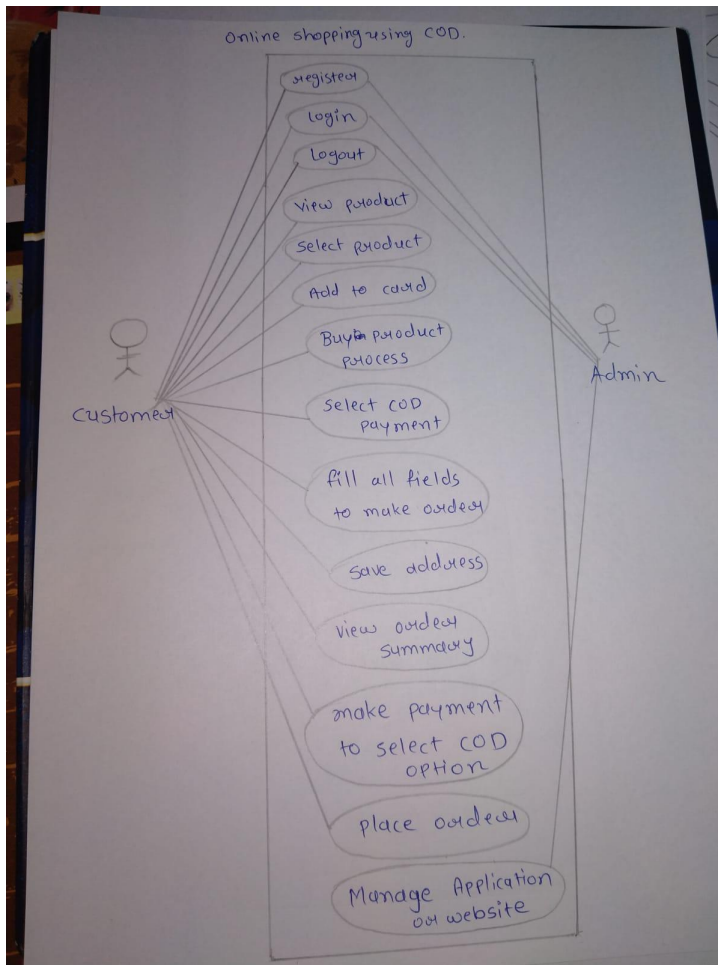 Online shopping using COD.
register
login
logout
view product
select product
Add to card
Buy product
process
select COD
payment
fill all fields
to make order
save address
view order
summary
make payment
to select COD
option
place order
Manage Application
or website
Customer
Admin